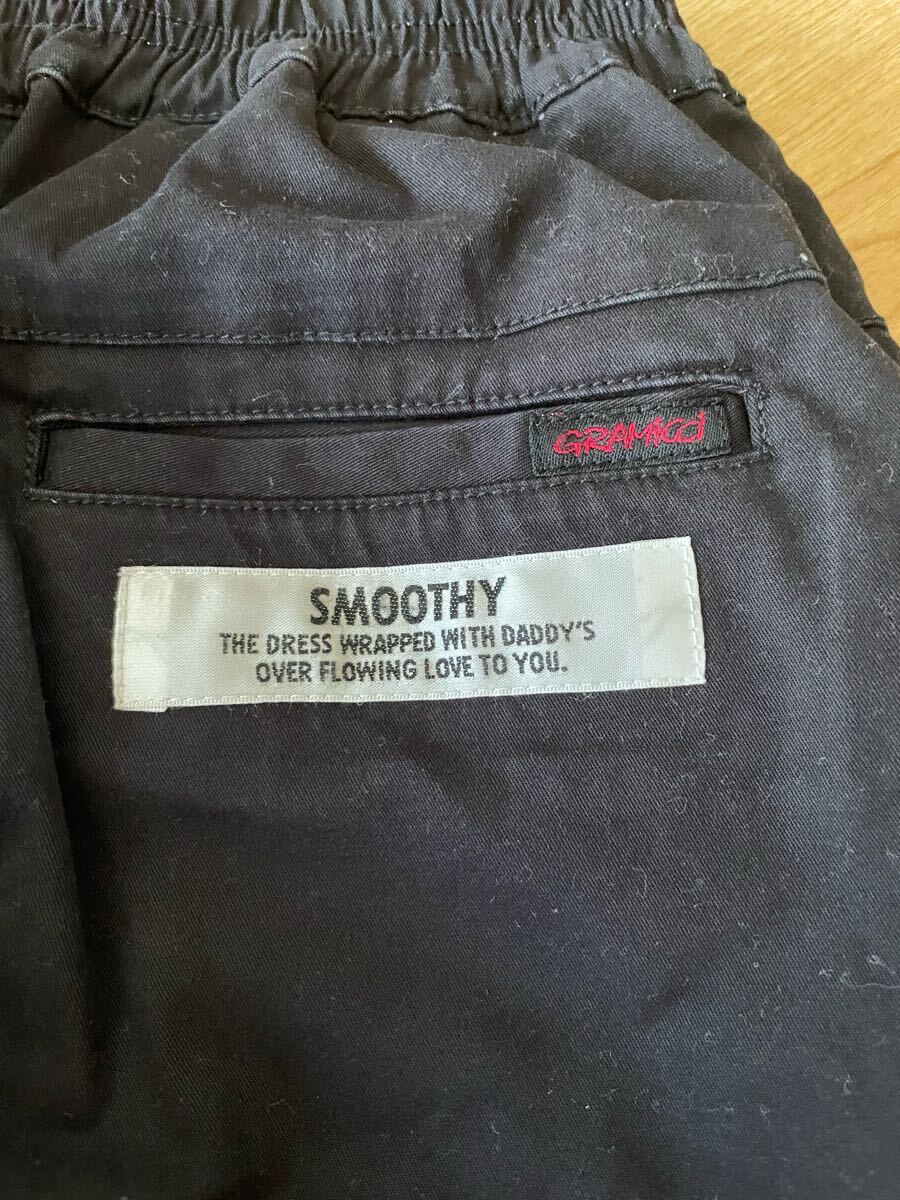 GRAMiCCi
SMOOTHY
THE DRESS WRAPPED WITH DADDY'S
OVER FLOWING LOVE TO YOU.